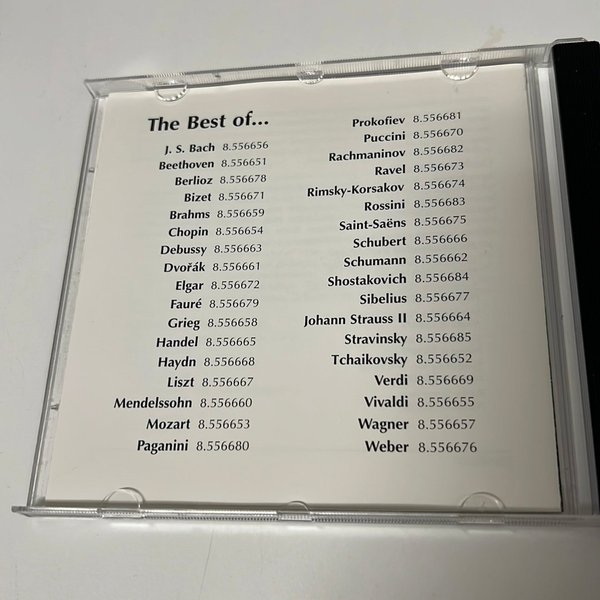 The Best of...
J. S. Bach 8.556656
Beethoven 8.556651
Berlioz 8.556678
Bizet 8.556671
Brahms 8.556659
Chopin 8.556654
Debussy 8.556663
Dvořák 8.556661
Elgar 8.556672
Fauré 8.556679
Grieg 8.556658
Handel 8.556665
Haydn 8.556668
Liszt 8.556667
Mendelssohn 8.556660
Mozart 8.556653
Paganini 8.556680
Prokofiev 8.556681
Puccini 8.556670
Rachmaninov 8.556682
Ravel 8.556673
Rimsky-Korsakov 8.556674
Rossini 8.556683
Saint-Saëns 8.556675
Schubert 8.556666
Schumann 8.556662
Shostakovich 8.556684
Sibelius 8.556677
Johann Strauss II 8.556664
Stravinsky 8.556685
Tchaikovsky 8.556652
Verdi 8.556669
Vivaldi 8.556655
Wagner 8.556657
Weber 8.556676